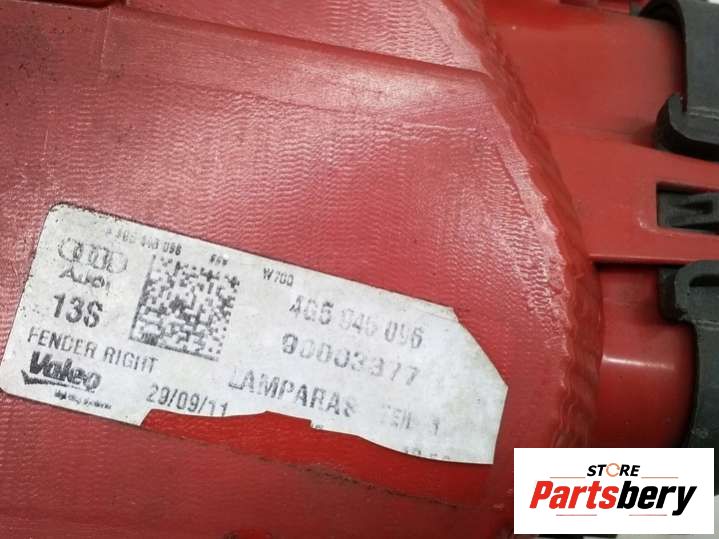 W700
Audi
13S
4G5 945 096
90003377
FENDER RIGHT
Valeo
29/09/11
LAMPARAS
STORE
Partsbery